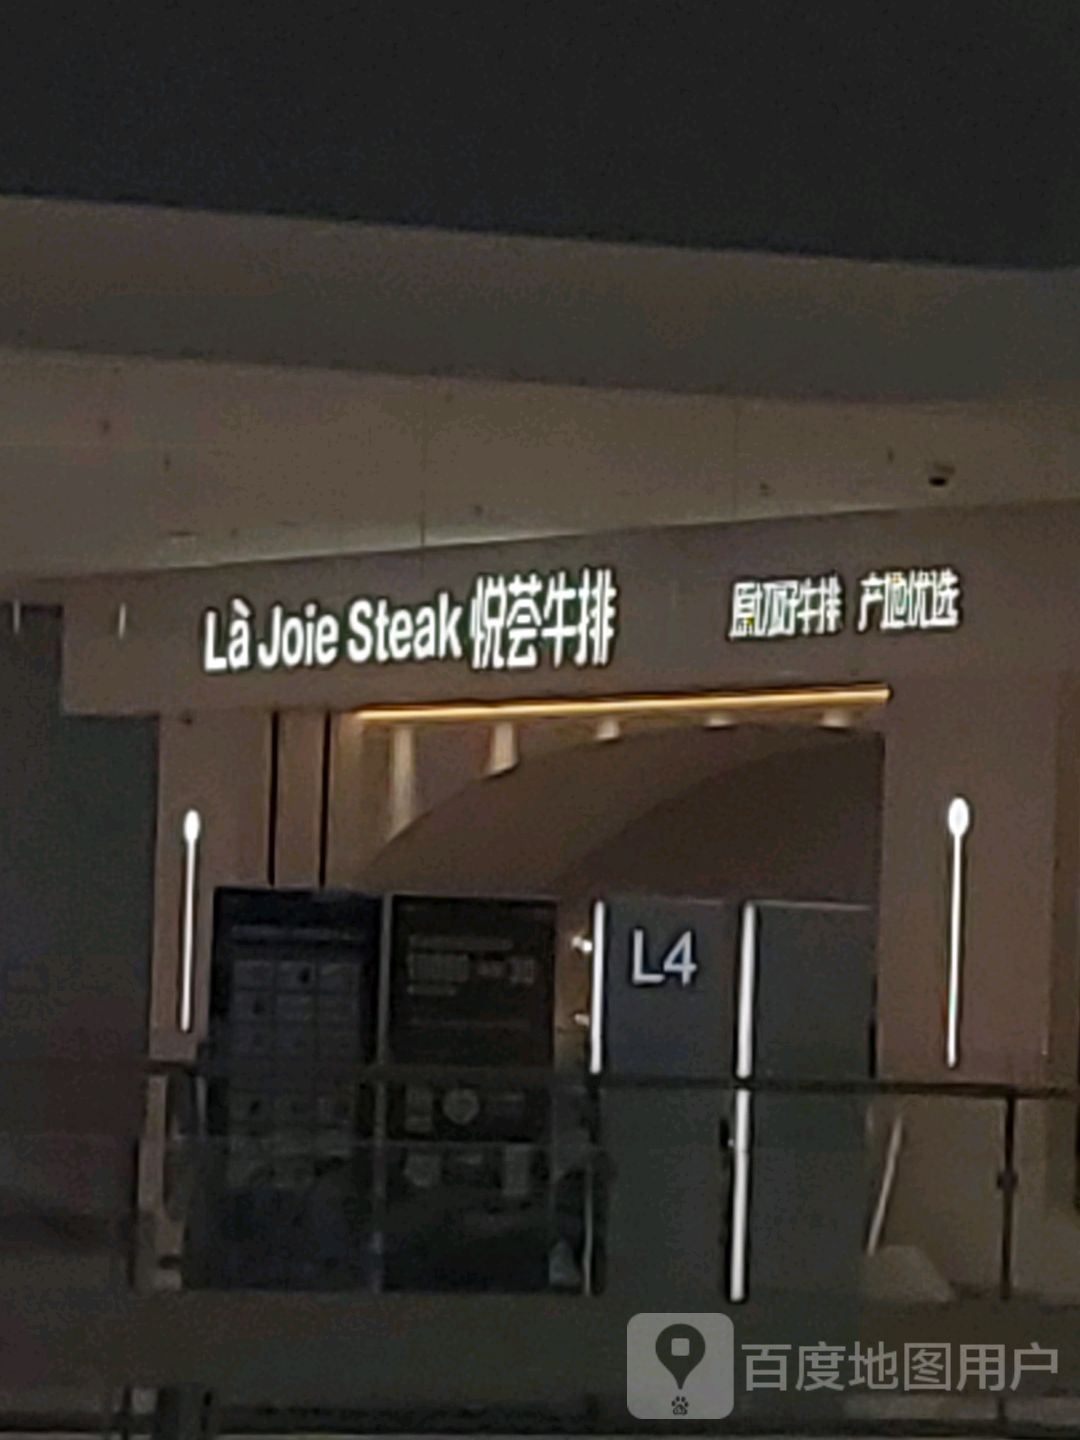 Là Joie Steak 悦荟牛排 原切好牛排 产地优选
L4
百度地图用户